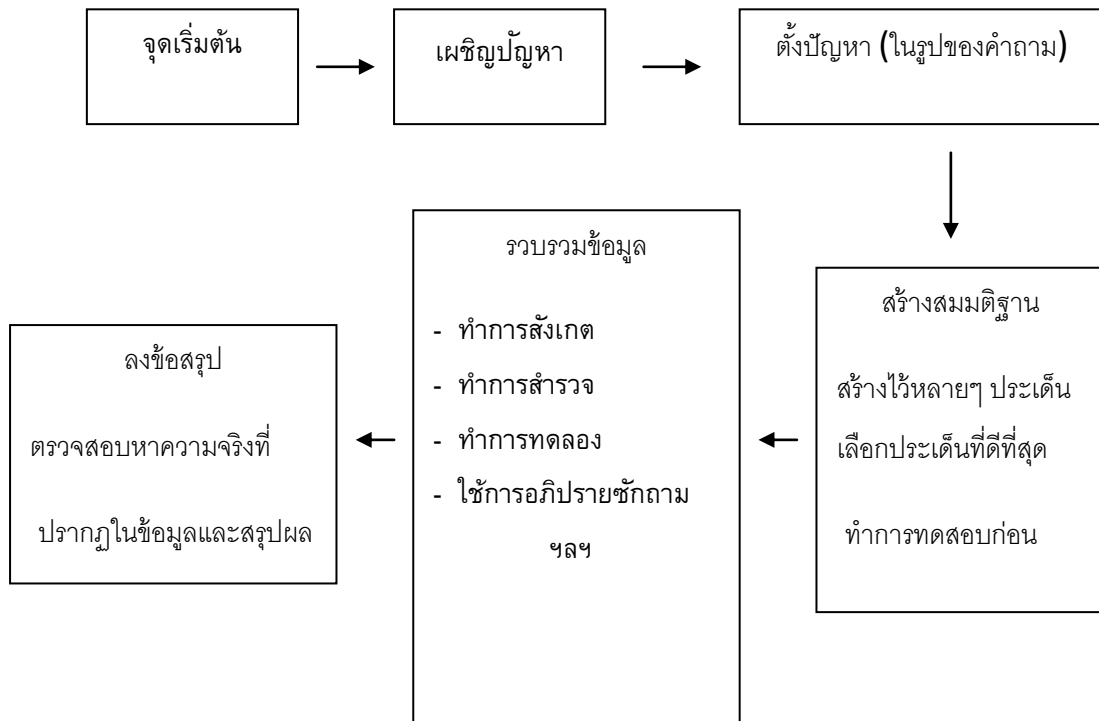 จุดเริ่มต้น
เผชิญปัญหา
ตั้งปัญหา (ในรูปของคำถาม)
สร้างสมมติฐาน
สร้างไว้หลายๆ ประเด็น
เลือกประเด็นที่ดีที่สุด
ทำการทดสอบก่อน
รวบรวมข้อมูล
- ทำการสังเกต
- ทำการสำรวจ
- ทำการทดลอง
- ใช้การอภิปรายซักถาม
ฯลฯ
ลงข้อสรุป
ตรวจสอบหาความจริงที่
ปรากฏในข้อมูลและสรุปผล